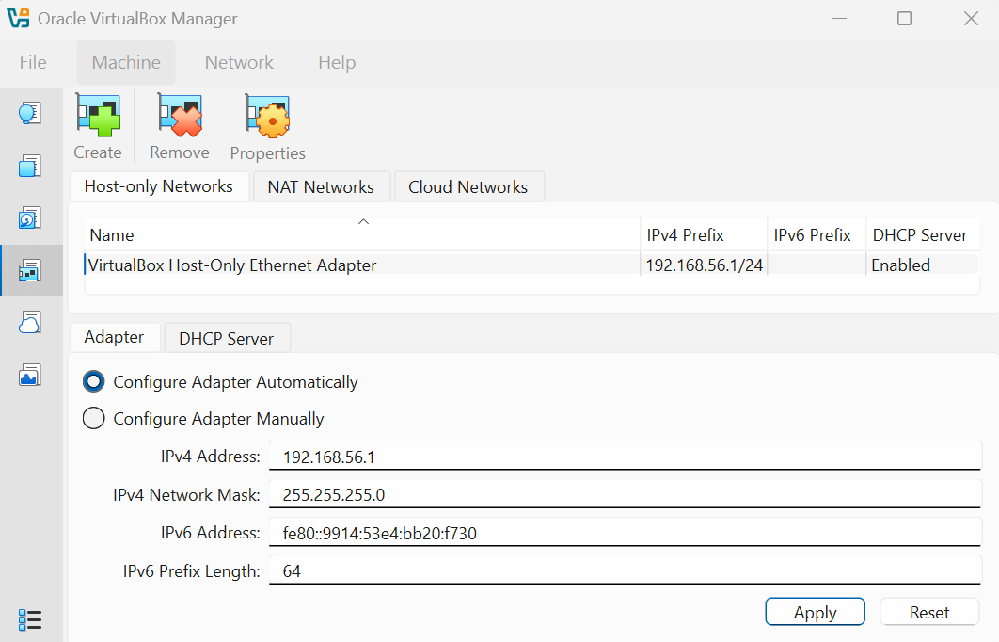 Oracle VirtualBox Manager
File Machine Network Help
Create Remove Properties
Host-only Networks NAT Networks Cloud Networks
Name IPv4 Prefix IPv6 Prefix DHCP Server
VirtualBox Host-Only Ethernet Adapter 192.168.56.1/24 Enabled
Adapter DHCP Server
Configure Adapter Automatically
Configure Adapter Manually
IPv4 Address: 192.168.56.1
IPv4 Network Mask: 255.255.255.0
IPv6 Address: fe80::9914:53e4:bb20:f730
IPv6 Prefix Length: 64
Apply Reset